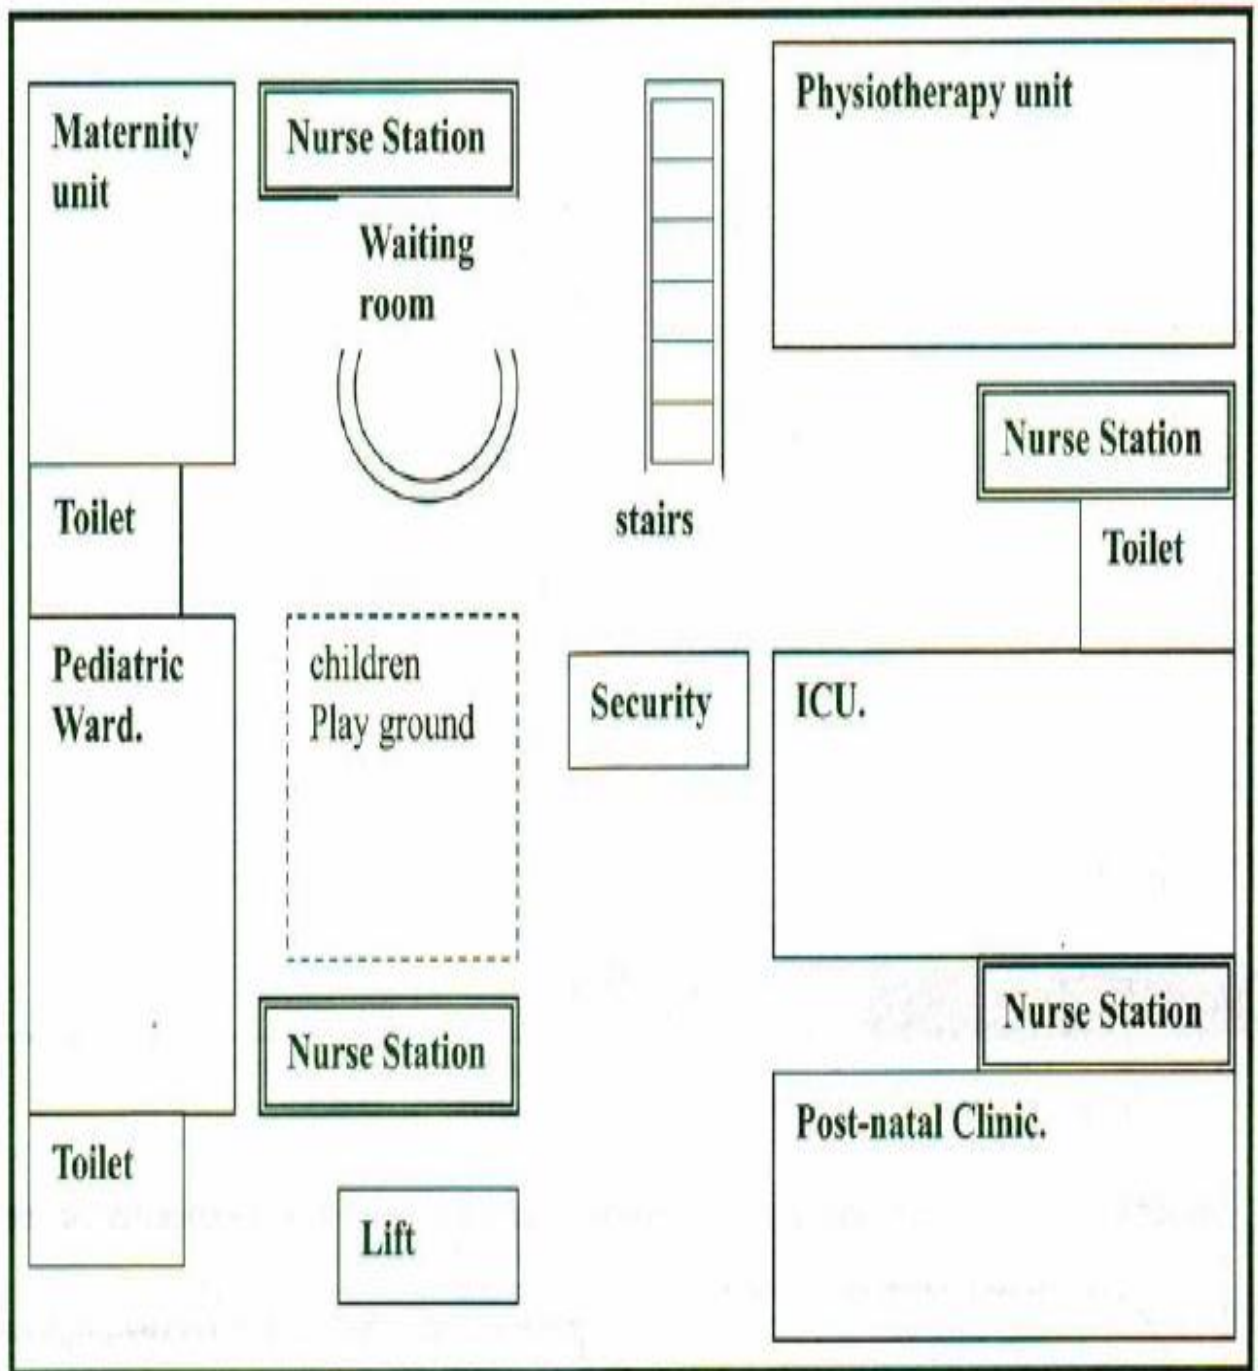 Maternity
unit
Nurse Station
Waiting
room
Physiotherapy unit
Nurse Station
Toilet
stairs
Toilet
Pediatric
Ward.
children
Play ground
Security
ICU.
Nurse Station
Nurse Station
Toilet
Lift
Post-natal Clinic.